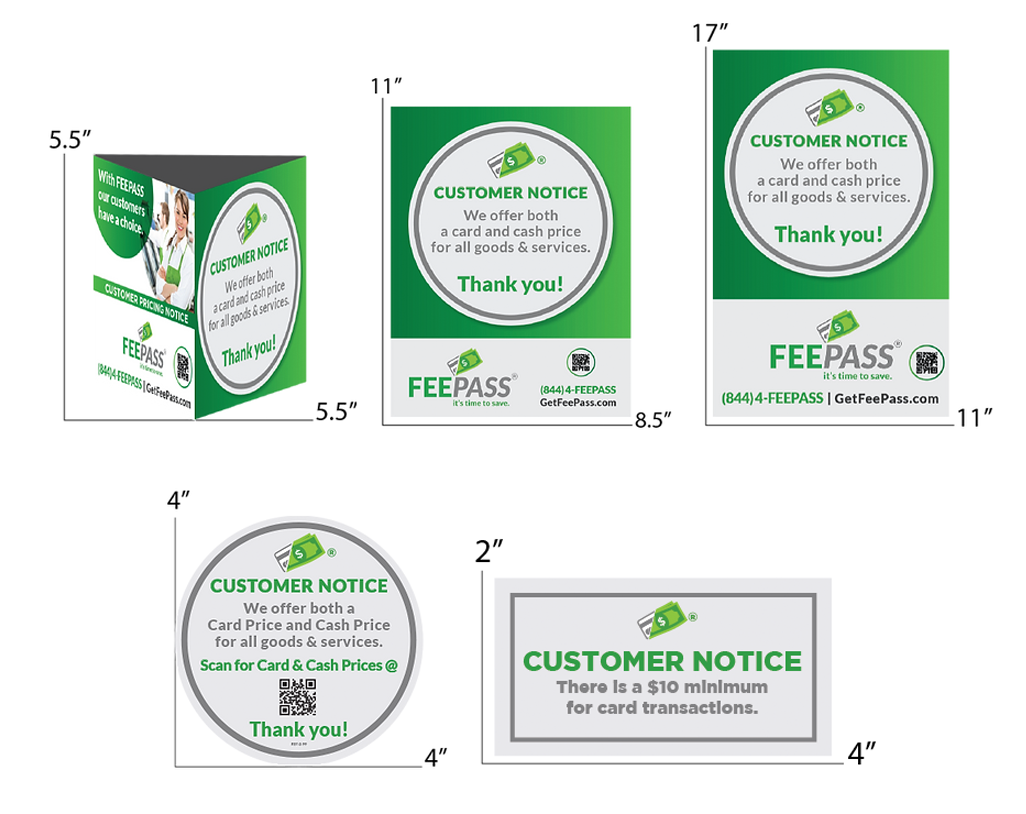 5.5”
With FEEPASS
our customers
have a choice.
CUSTOMER PRICING NOTICE
FEEPASS
it's time to save.
(844)4-FEEPASS | GetFeePass.com
CUSTOMER NOTICE
We offer both
a card and cash price
for all goods & services.
Thank you!
5.5”
11”
®
CUSTOMER NOTICE
We offer both
a card and cash price
for all goods & services.
Thank you!
FEEPASS®
it's time to save.
(844)4-FEEPASS
GetFeePass.com
8.5”
17”
®
CUSTOMER NOTICE
We offer both
a card and cash price
for all goods & services.
Thank you!
FEEPASS®
it's time to save.
(844)4-FEEPASS | GetFeePass.com
11”
4”
®
CUSTOMER NOTICE
We offer both a
Card Price and Cash Price
for all goods & services.
Scan for Card & Cash Prices @
Thank you!
4”
2”
®
CUSTOMER NOTICE
There is a $10 minimum
for card transactions.
4”